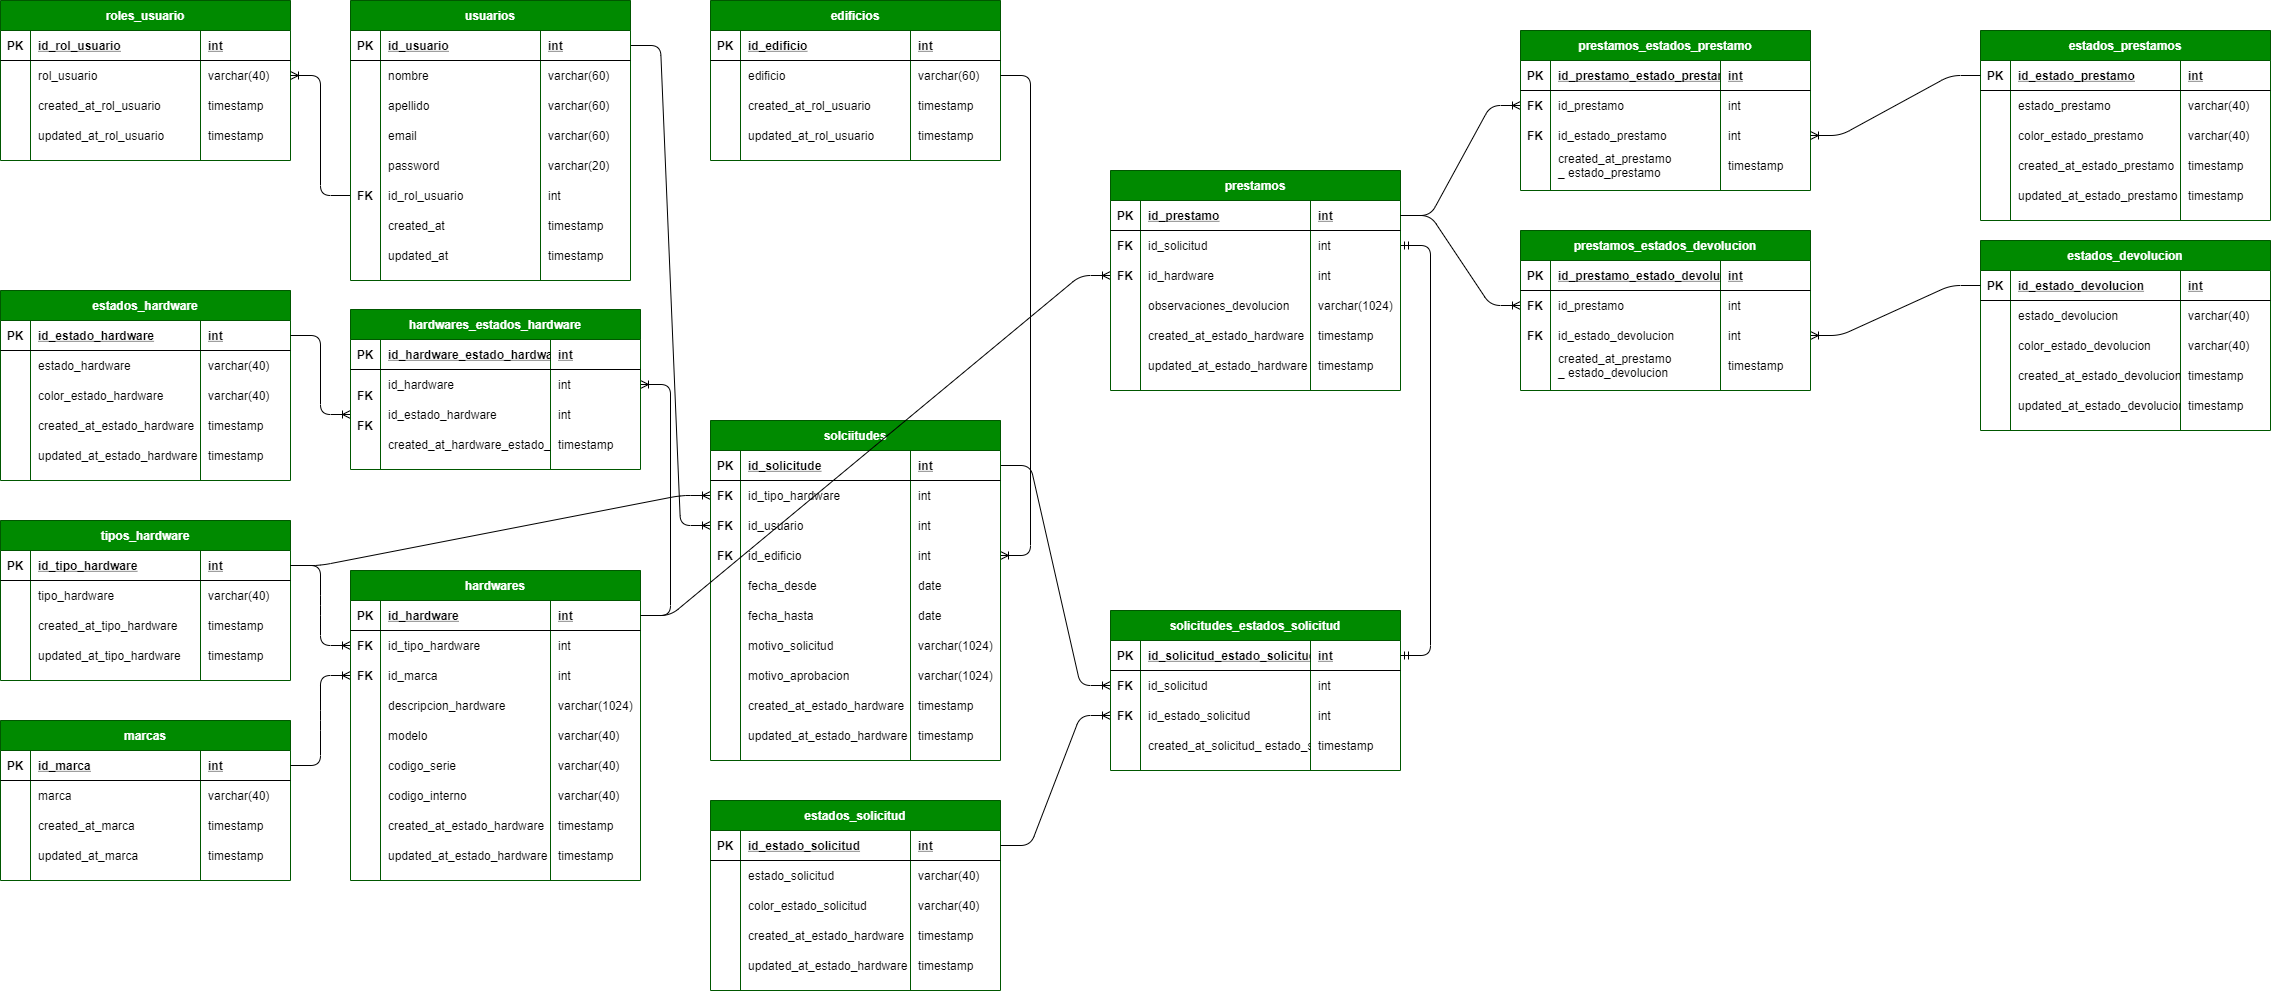 roles_usuario
PK id_rol_usuario int
rol_usuario varchar(40)
created_at_rol_usuario timestamp
updated_at_rol_usuario timestamp
usuarios
PK id_usuario int
nombre varchar(60)
apellido varchar(60)
email varchar(60)
password varchar(20)
FK id_rol_usuario int
created_at timestamp
updated_at timestamp
edificios
PK id_edificio int
edificio varchar(60)
created_at_rol_usuario timestamp
updated_at_rol_usuario timestamp
prestamos_estados_prestamo
PK id_prestamo_estado_prestar int
FK id_prestamo int
FK id_estado_prestamo int
created_at_prestamo
_ estado_prestamo timestamp
estados_prestamos
PK id_estado_prestamo int
estado_prestamo varchar(40)
color_estado_prestamo varchar(40)
created_at_estado_prestamo timestamp
updated_at_estado_prestamo timestamp
prestamos
PK id_prestamo int
FK id_solicitud int
FK id_hardware int
observaciones_devolucion varchar(1024)
created_at_estado_hardware timestamp
updated_at_estado_hardware timestamp
prestamos_estados_devolucion
PK id_prestamo_estado_devolu int
FK id_prestamo int
FK id_estado_devolucion int
created_at_prestamo
_ estado_devolucion timestamp
estados_devolucion
PK id_estado_devolucion int
estado_devolucion varchar(40)
color_estado_devolucion varchar(40)
created_at_estado_devolucion timestamp
updated_at_estado_devolucion timestamp
estados_hardware
PK id_estado_hardware int
estado_hardware varchar(40)
color_estado_hardware varchar(40)
created_at_estado_hardware timestamp
updated_at_estado_hardware timestamp
hardwares_estados_hardware
PK id_hardware_estado_hardwa int
FK id_hardware int
FK id_estado_hardware int
created_at_hardware_estado_ timestamp
solciitudes
PK id_solicitude int
FK id_tipo_hardware int
FK id_usuario int
FK id_edificio int
fecha_desde date
fecha_hasta date
motivo_solicitud varchar(1024)
motivo_aprobacion varchar(1024)
created_at_estado_hardware timestamp
updated_at_estado_hardware timestamp
tipos_hardware
PK id_tipo_hardware int
tipo_hardware varchar(40)
created_at_tipo_hardware timestamp
updated_at_tipo_hardware timestamp
hardwares
PK id_hardware int
FK id_tipo_hardware int
FK id_marca int
descripcion_hardware varchar(1024)
modelo varchar(40)
codigo_serie varchar(40)
codigo_interno varchar(40)
created_at_estado_hardware timestamp
updated_at_estado_hardware timestamp
marcas
PK id_marca int
marca varchar(40)
created_at_marca timestamp
updated_at_marca timestamp
solicitudes_estados_solicitud
PK id_solicitud_estado_solicitu int
FK id_solicitud int
FK id_estado_solicitud int
created_at_solicitud_ estado_s timestamp
estados_solicitud
PK id_estado_solicitud int
estado_solicitud varchar(40)
color_estado_solicitud varchar(40)
created_at_estado_hardware timestamp
updated_at_estado_hardware timestamp